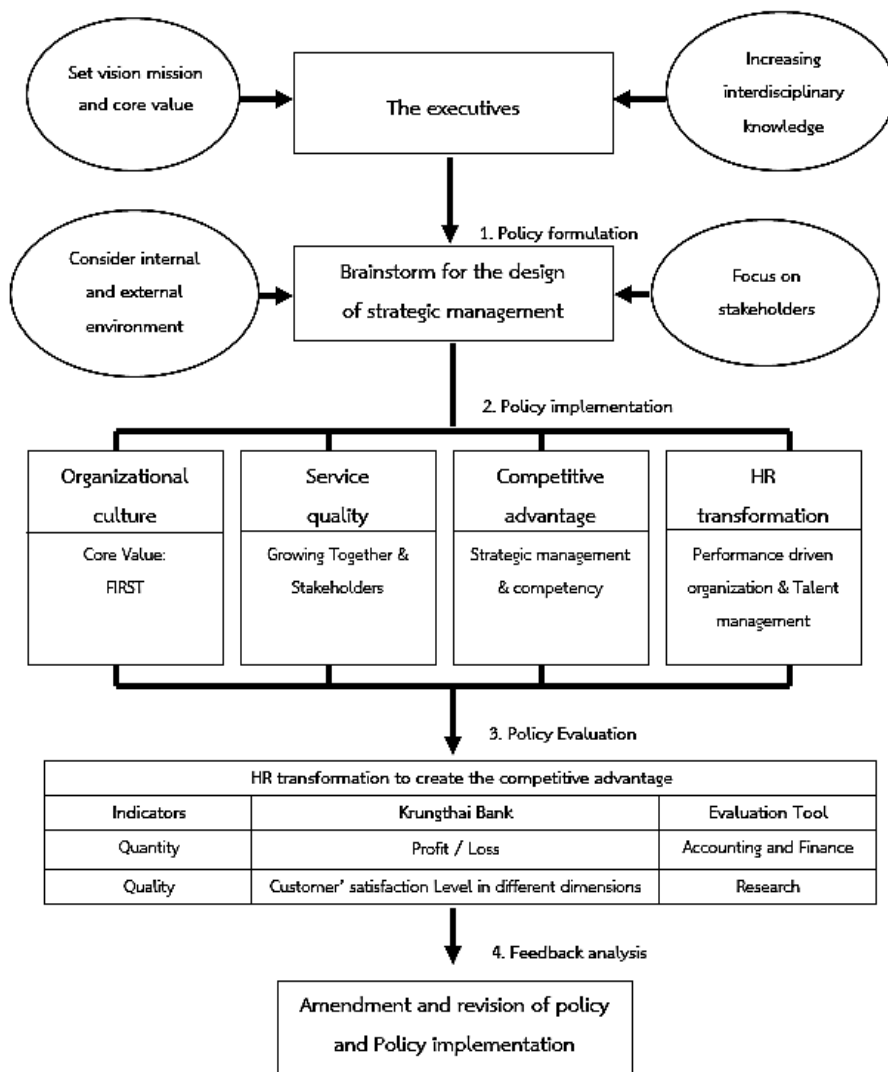 Set vision mission
and core value
The executives
Increasing
interdisciplinary
knowledge
1. Policy formulation
Consider internal
and external
environment
Brainstorm for the design
of strategic management
Focus on
stakeholders
2. Policy implementation
Organizational
culture
Core Value:
FIRST
Service
quality
Growing Together &
Stakeholders
Competitive
advantage
Strategic management
& competency
HR
transformation
Performance driven
organization & Talent
management
3. Policy Evaluation
HR transformation to create the competitive advantage
Indicators Krungthai Bank Evaluation Tool
Quantity Profit / Loss Accounting and Finance
Quality Customer' satisfaction Level in different dimensions Research
4. Feedback analysis
Amendment and revision of policy
and Policy implementation